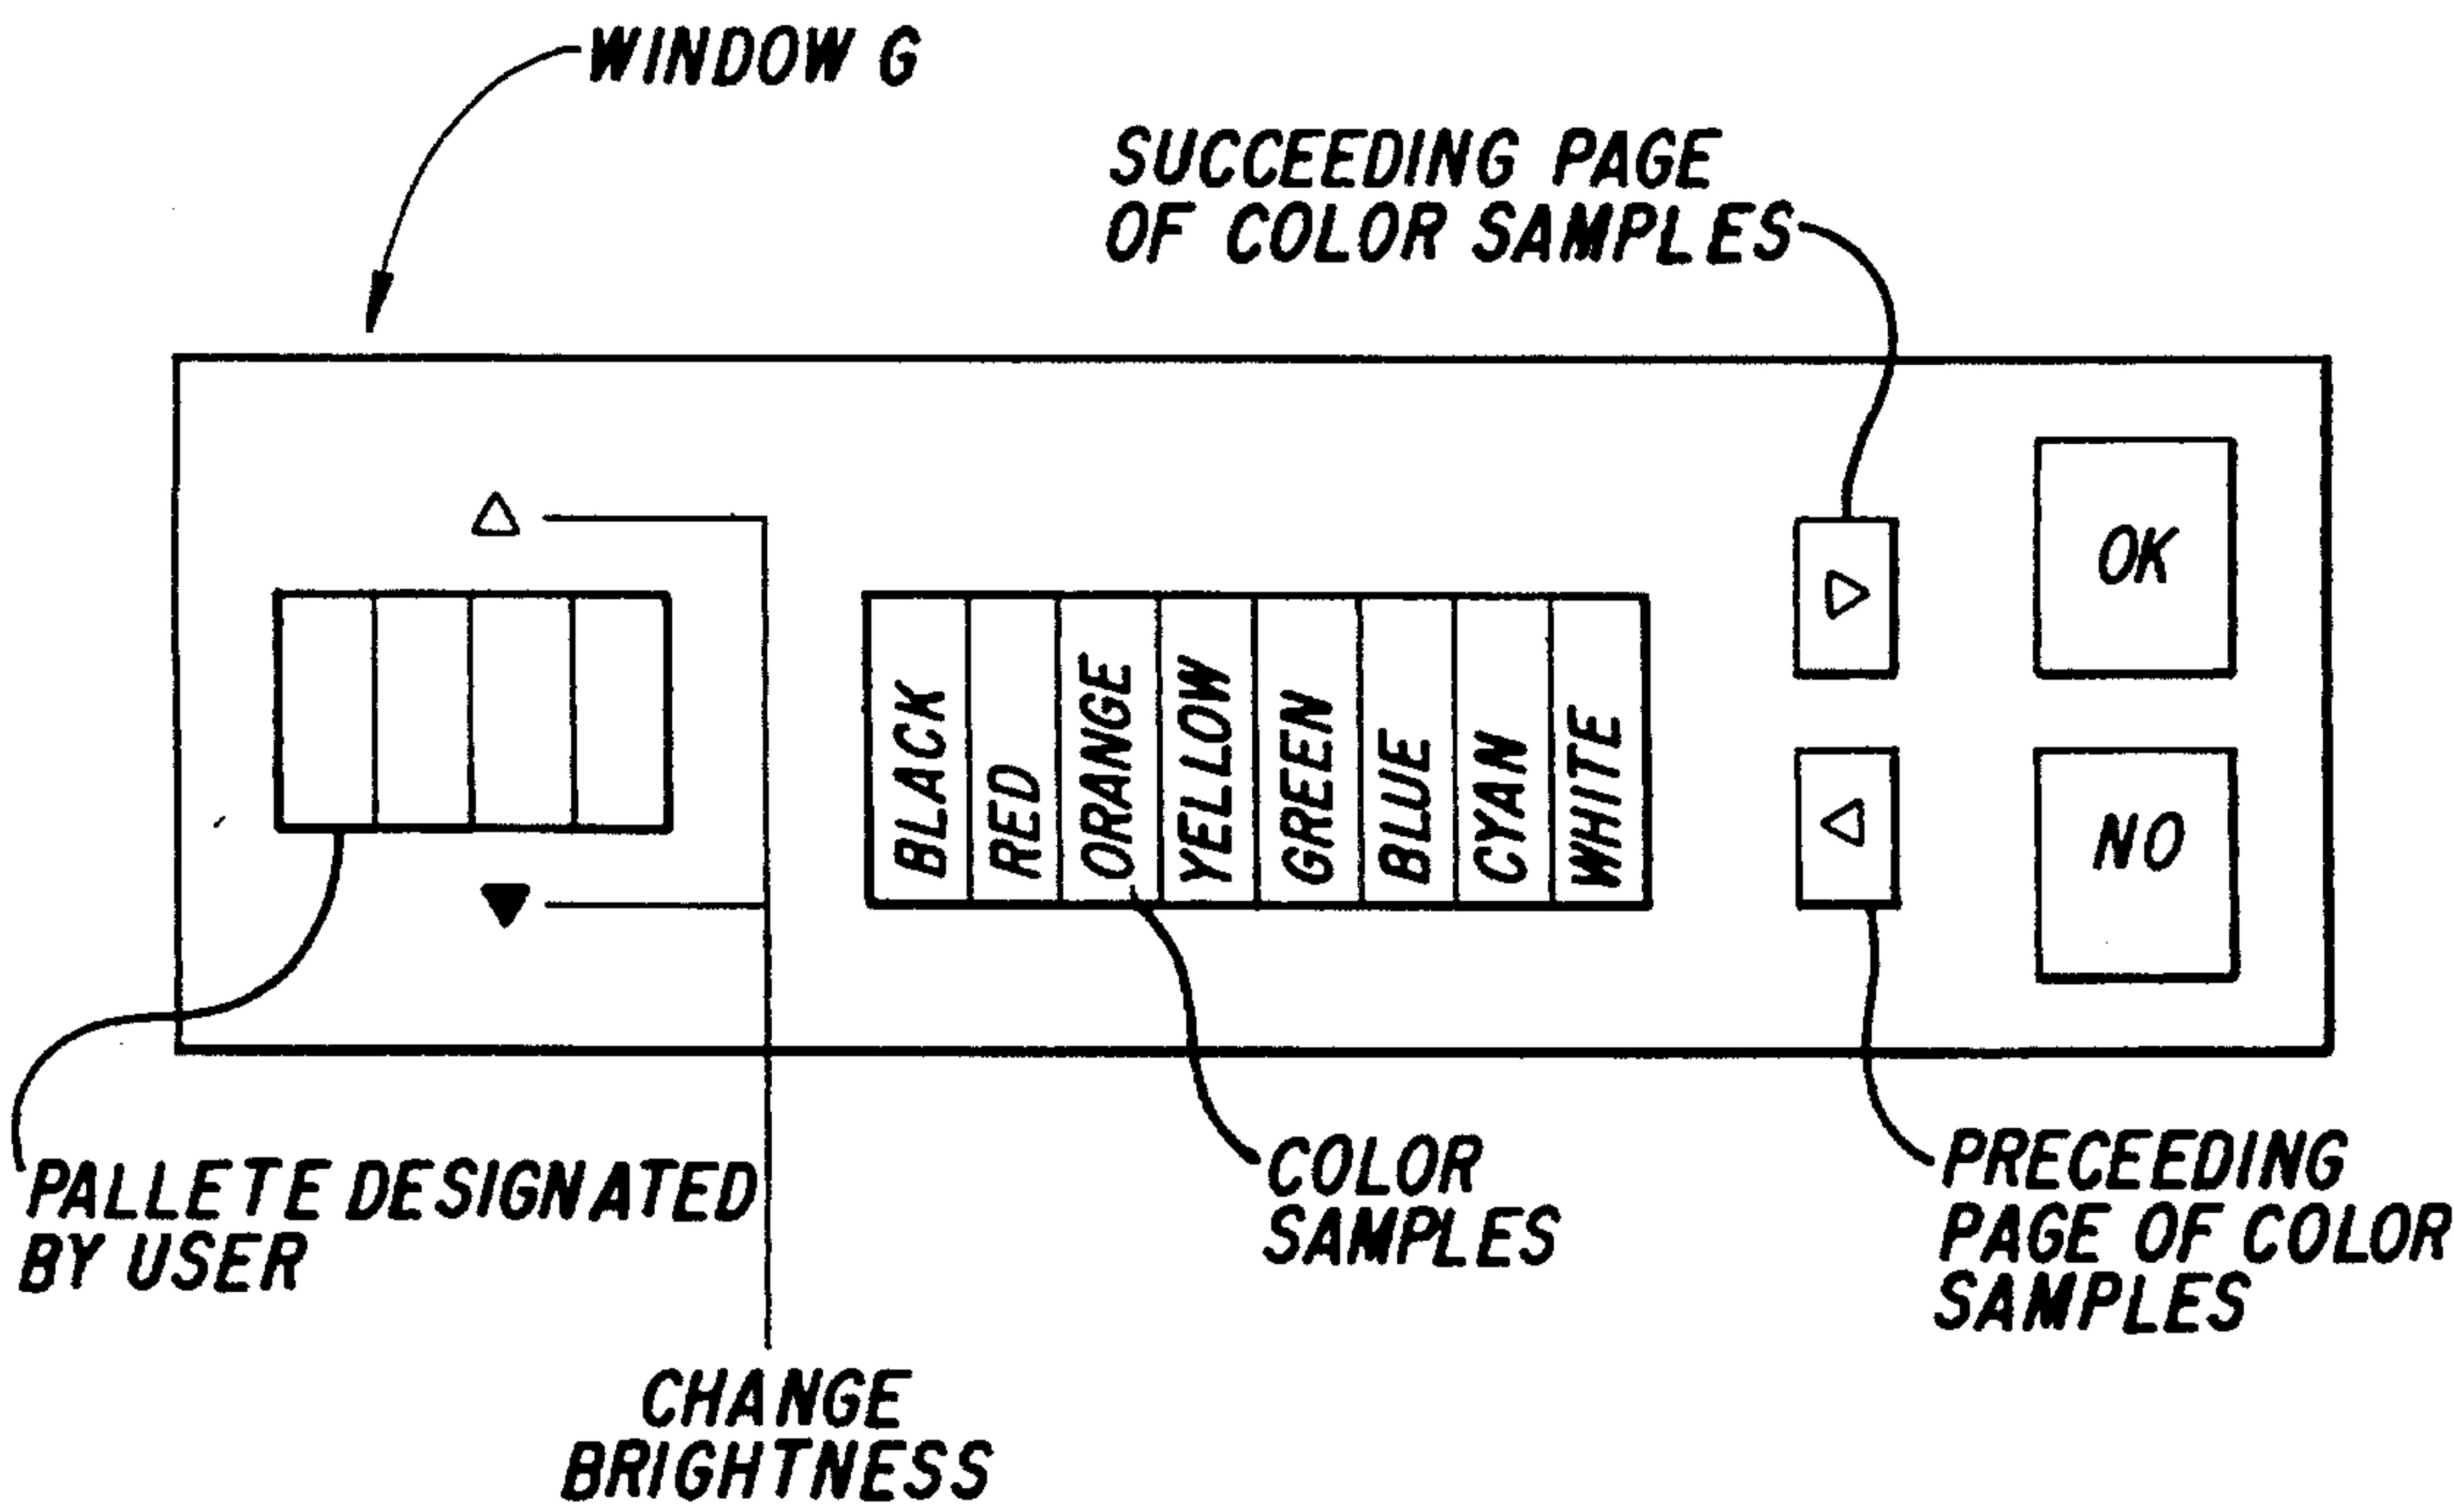 WINDOW G
SUCCEEDING PAGE
OF COLOR SAMPLES
OK
BLACK
RED
ORANGE
YELLOW
GREEN
BLUE
CYAN
WHITE
NO
PALLETE DESIGNATED
BY USER
COLOR
SAMPLES
PRECEEDING
PAGE OF COLOR
SAMPLES
CHANGE
BRIGHTNESS